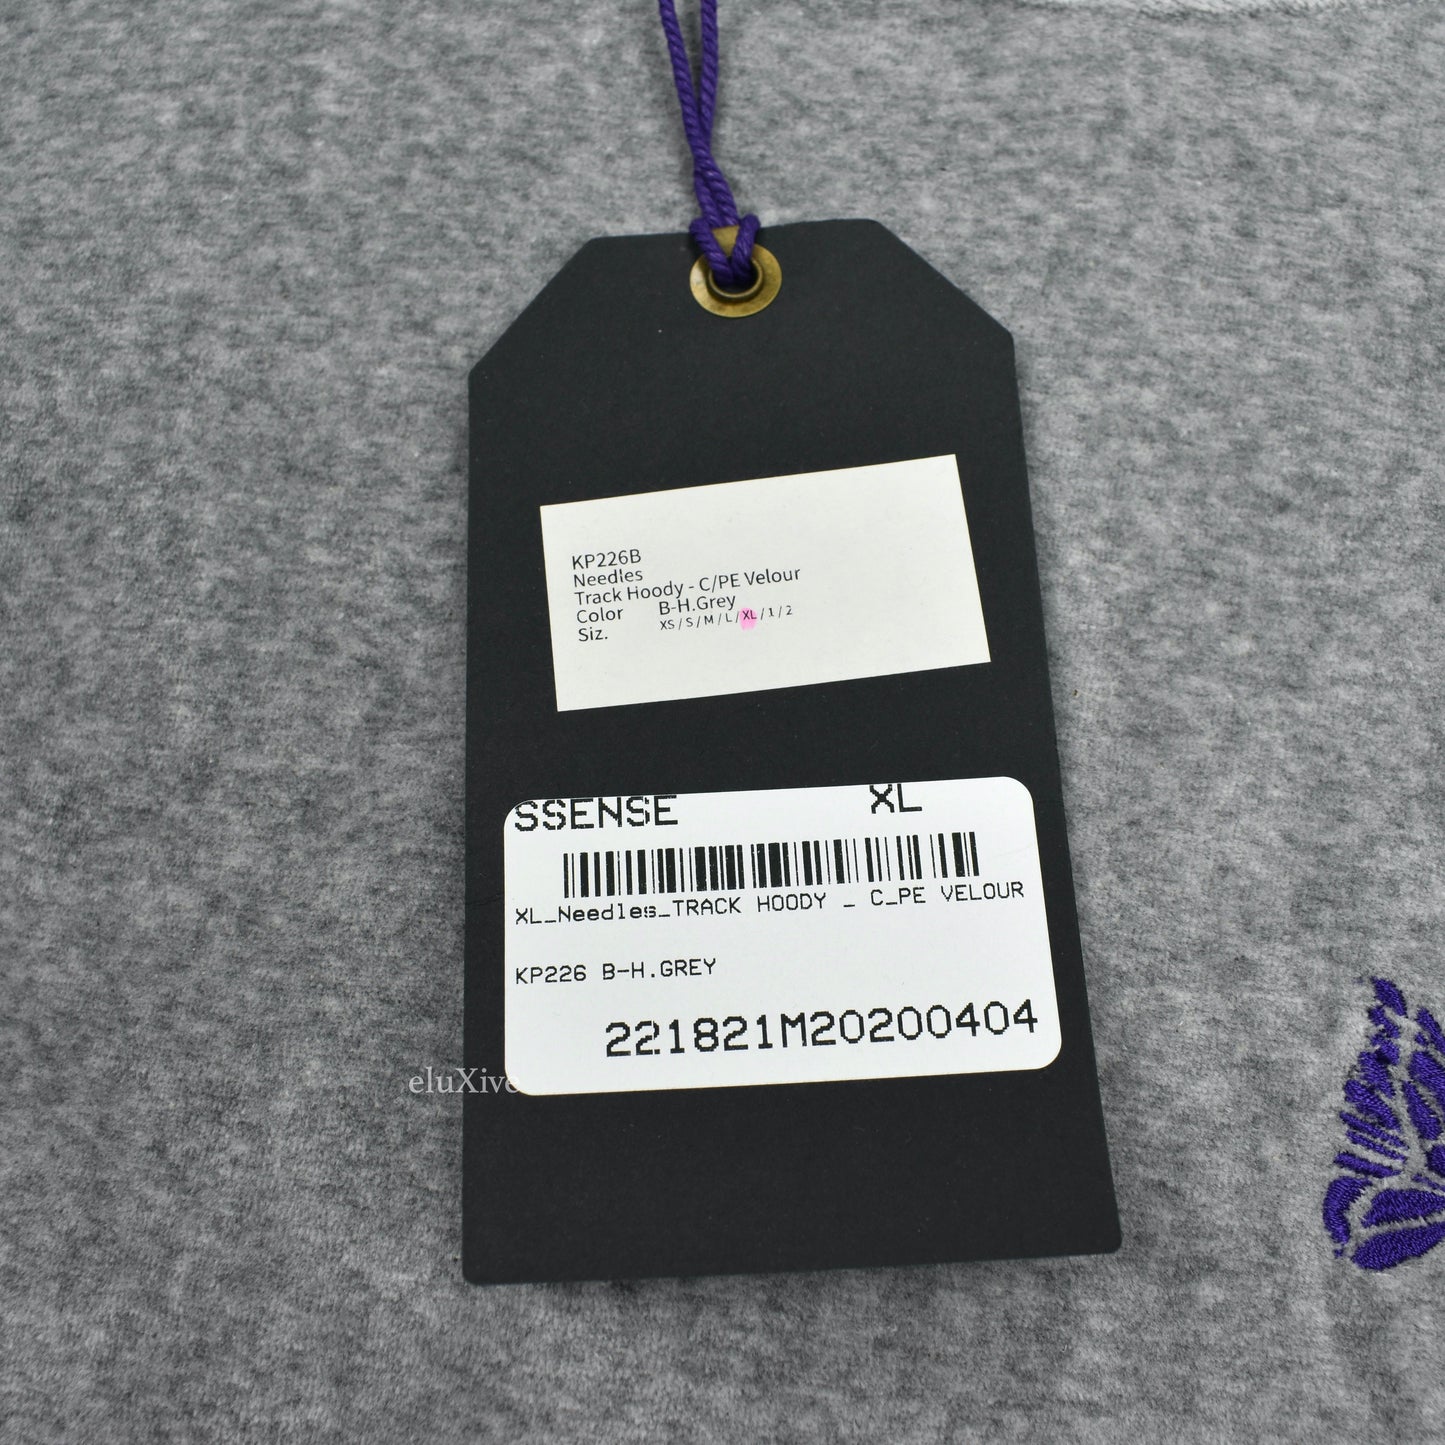 KP226B
Needles
Track Hoody - C/PE Velour
Color B-H.Grey
Siz. XS / S / M / L / XL / 1 / 2
SSENSE XL
XL_Needles_TRACK HOODY _ C_PE VELOUR
KP226 B-H.GREY
221821M20200404
eluXive